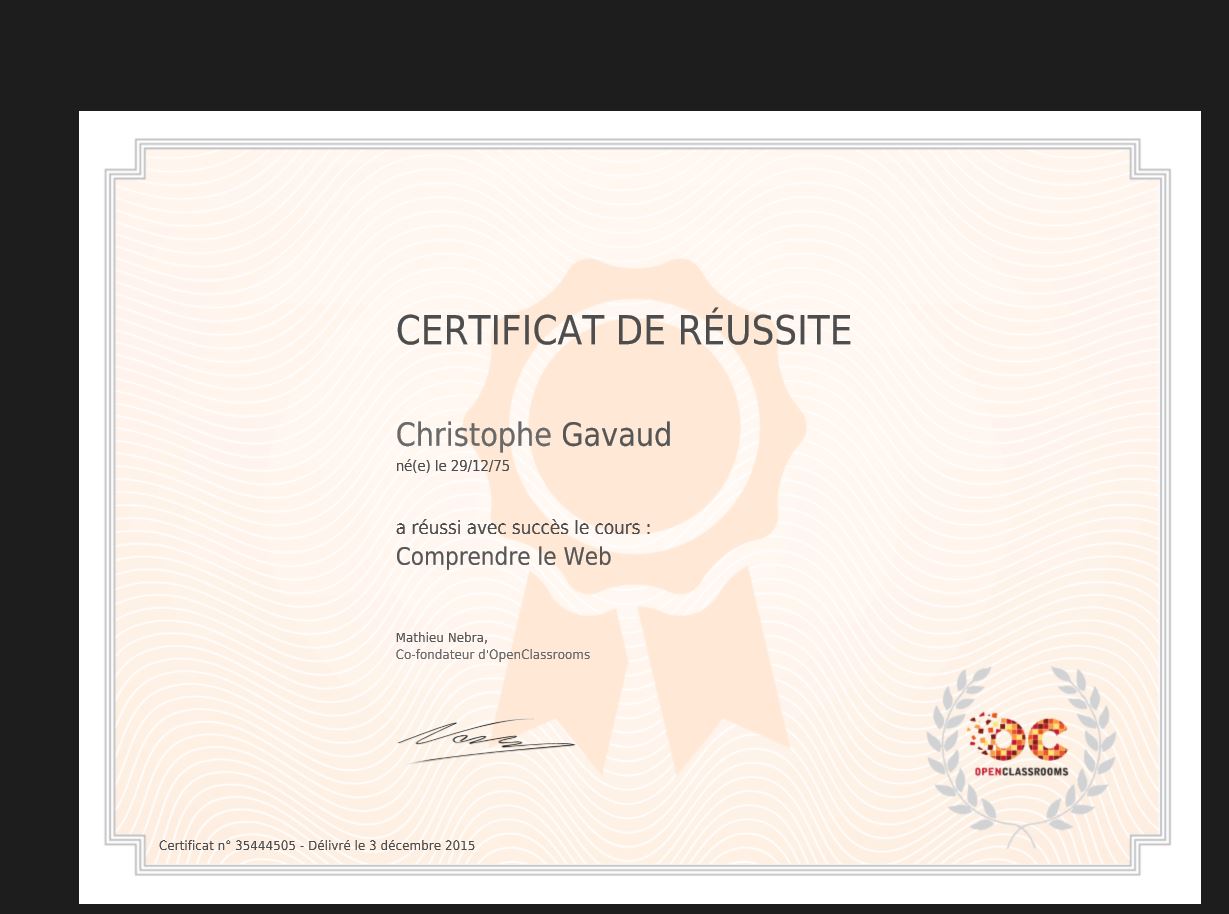 CERTIFICAT DE RÉUSSITE
Christophe Gavaud
né(e) le 29/12/75
a réussi avec succès le cours :
Comprendre le Web
Mathieu Nebra,
Co-fondateur d'OpenClassrooms
OC
OPENCLASSROOMS
Certificat n° 35444505 - Délivré le 3 décembre 2015